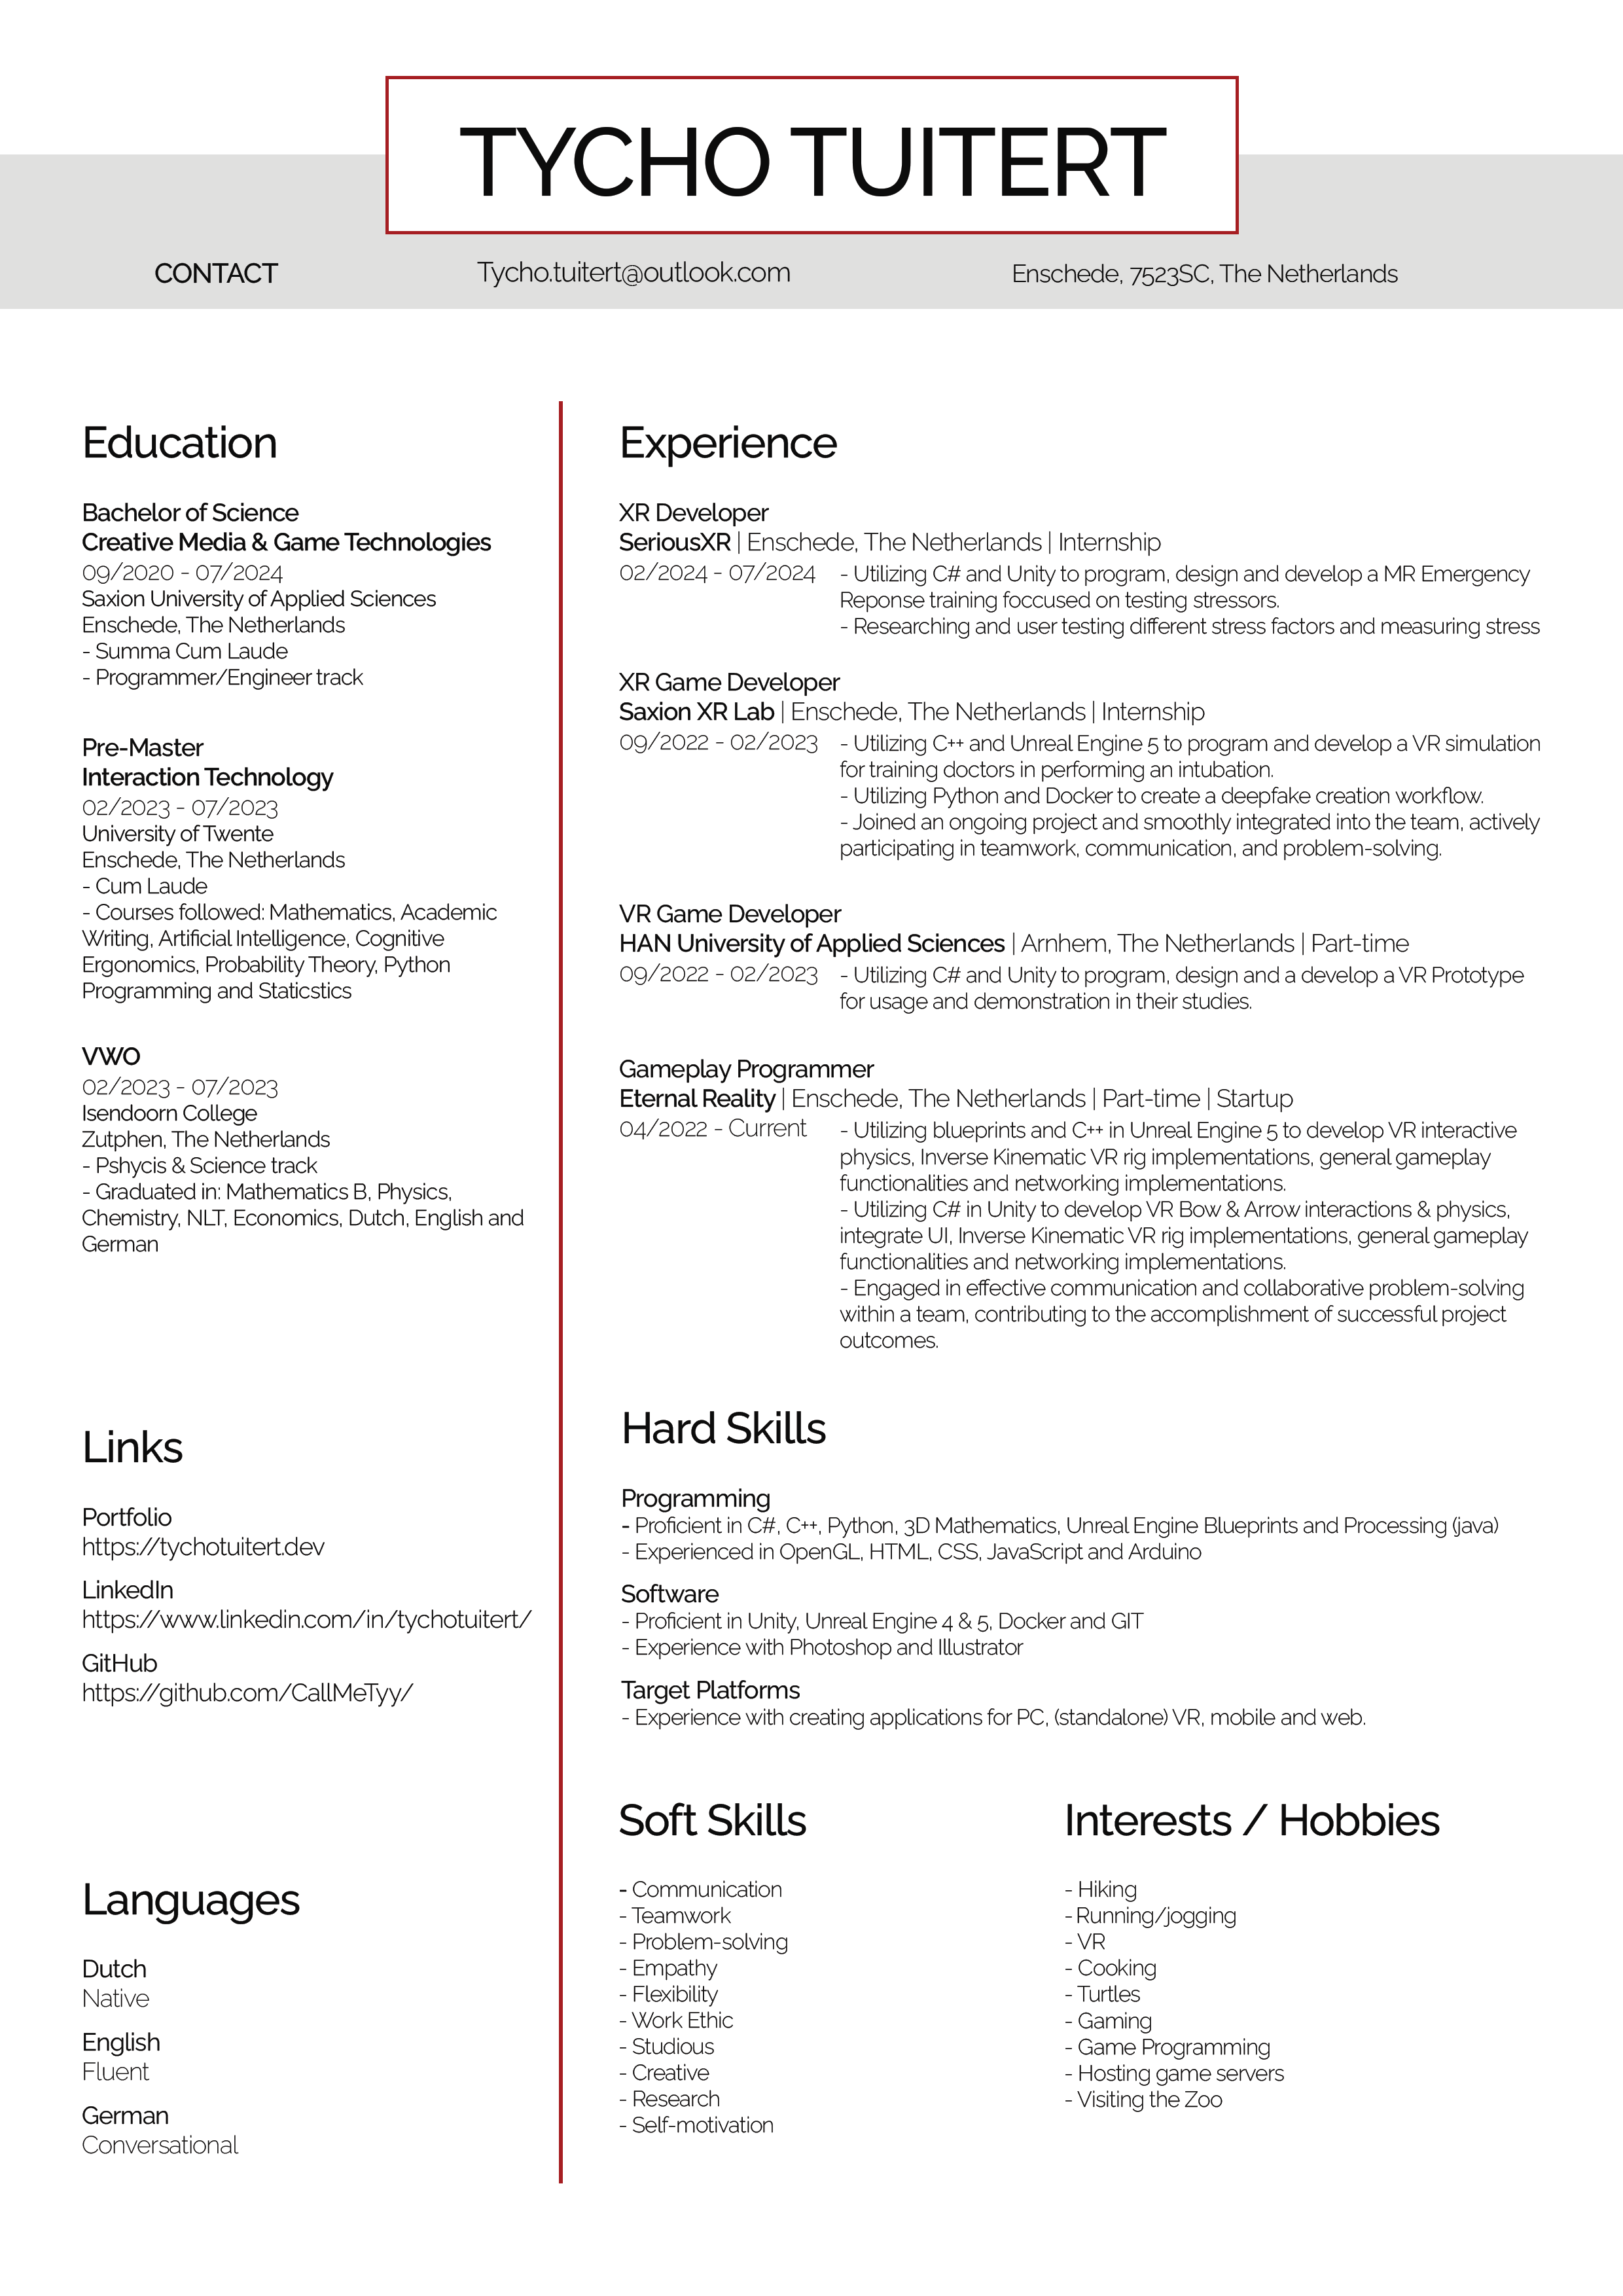 TYCHO TUITERT
CONTACT
Tycho.tuitert@outlook.com
Enschede, 7523SC, The Netherlands
Education
Bachelor of Science
Creative Media & Game Technologies
09/2020 - 07/2024
Saxion University of Applied Sciences
Enschede, The Netherlands
- Summa Cum Laude
- Programmer/Engineer track
Pre-Master
Interaction Technology
02/2023 - 07/2023
University of Twente
Enschede, The Netherlands
- Cum Laude
- Courses followed: Mathematics, Academic
Writing, Artificial Intelligence, Cognitive
Ergonomics, Probability Theory, Python
Programming and Staticstics
VWO
02/2023 - 07/2023
Isendoorn College
Zutphen, The Netherlands
- Pshycis & Science track
- Graduated in: Mathematics B, Physics,
Chemistry, NLT, Economics, Dutch, English and
German
Links
Portfolio
https://tychotuitert.dev
LinkedIn
https://www.linkedin.com/in/tychotuitert/
GitHub
https://github.com/CallMeTyy/
Languages
Dutch
Native
English
Fluent
German
Conversational
Experience
XR Developer
SeriousXR | Enschede, The Netherlands | Internship
02/2024 - 07/2024
- Utilizing C# and Unity to program, design and develop a MR Emergency
Reponse training foccused on testing stressors.
- Researching and user testing different stress factors and measuring stress
XR Game Developer
Saxion XR Lab | Enschede, The Netherlands | Internship
09/2022 - 02/2023
- Utilizing C++ and Unreal Engine 5 to program and develop a VR simulation
for training doctors in performing an intubation.
- Utilizing Python and Docker to create a deepfake creation workflow.
- Joined an ongoing project and smoothly integrated into the team, actively
participating in teamwork, communication, and problem-solving.
VR Game Developer
HAN University of Applied Sciences | Arnhem, The Netherlands | Part-time
09/2022 - 02/2023
- Utilizing C# and Unity to program, design and a develop a VR Prototype
for usage and demonstration in their studies.
Gameplay Programmer
Eternal Reality | Enschede, The Netherlands | Part-time | Startup
04/2022 - Current
- Utilizing blueprints and C++ in Unreal Engine 5 to develop VR interactive
physics, Inverse Kinematic VR rig implementations, general gameplay
functionalities and networking implementations.
- Utilizing C# in Unity to develop VR Bow & Arrow interactions & physics,
integrate UI, Inverse Kinematic VR rig implementations, general gameplay
functionalities and networking implementations.
- Engaged in effective communication and collaborative problem-solving
within a team, contributing to the accomplishment of successful project
outcomes.
Hard Skills
Programming
- Proficient in C#, C++, Python, 3D Mathematics, Unreal Engine Blueprints and Processing (java)
- Experienced in OpenGL, HTML, CSS, JavaScript and Arduino
Software
- Proficient in Unity, Unreal Engine 4 & 5, Docker and GIT
- Experience with Photoshop and Illustrator
Target Platforms
- Experience with creating applications for PC, (standalone) VR, mobile and web.
Soft Skills
- Communication
- Teamwork
- Problem-solving
- Empathy
- Flexibility
- Work Ethic
- Studious
- Creative
- Research
- Self-motivation
Interests / Hobbies
- Hiking
- Running/jogging
- VR
- Cooking
- Turtles
- Gaming
- Game Programming
- Hosting game servers
- Visiting the Zoo